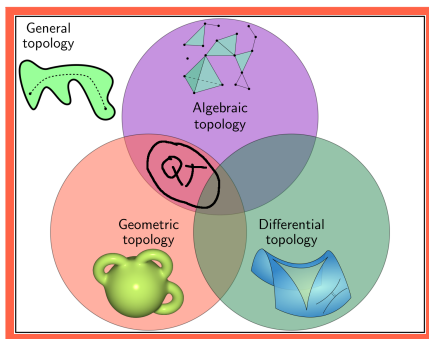 General
topology
Algebraic
topology
QT
Geometric
topology
Differential
topology